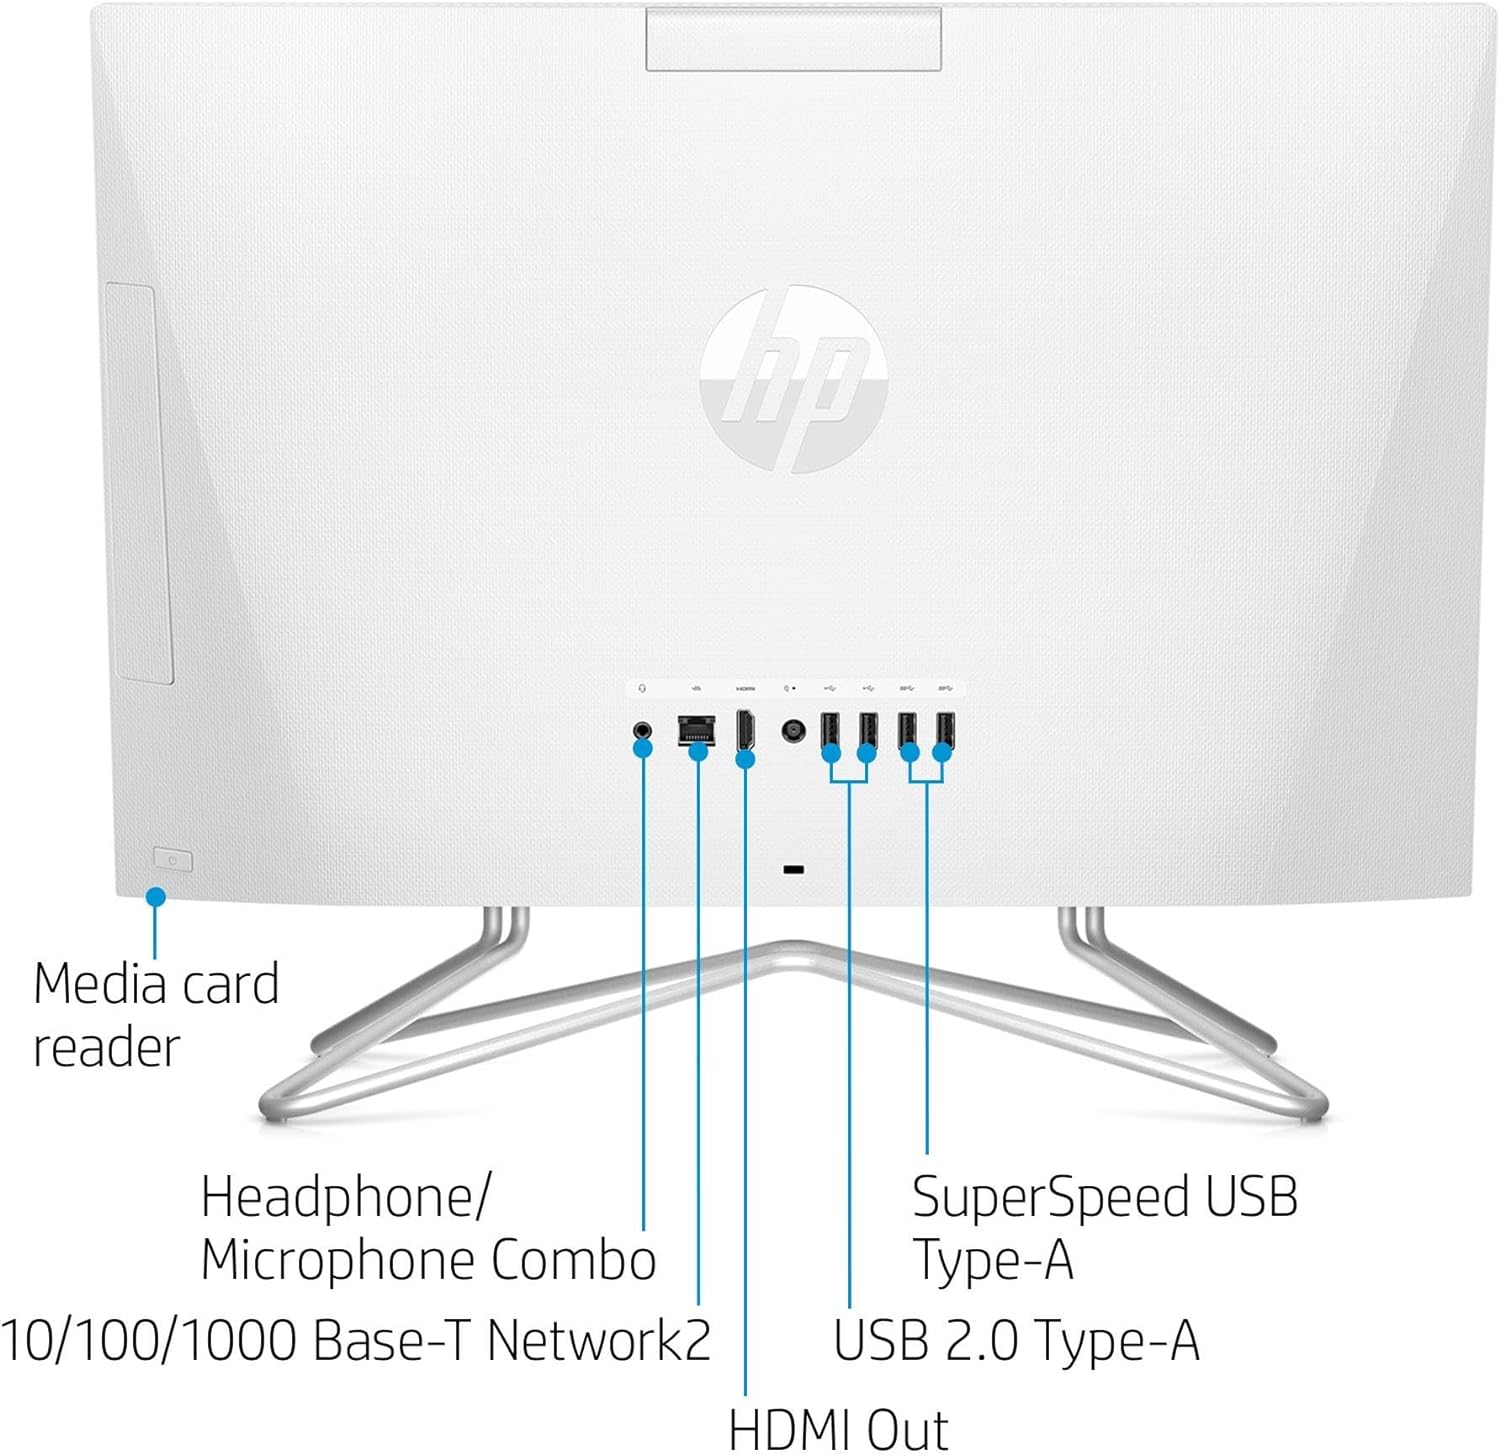 hp
HDMI
Media card
reader
Headphone/
Microphone Combo
SuperSpeed USB
Type-A
10/100/1000 Base-T Network2
USB 2.0 Type-A
HDMI Out